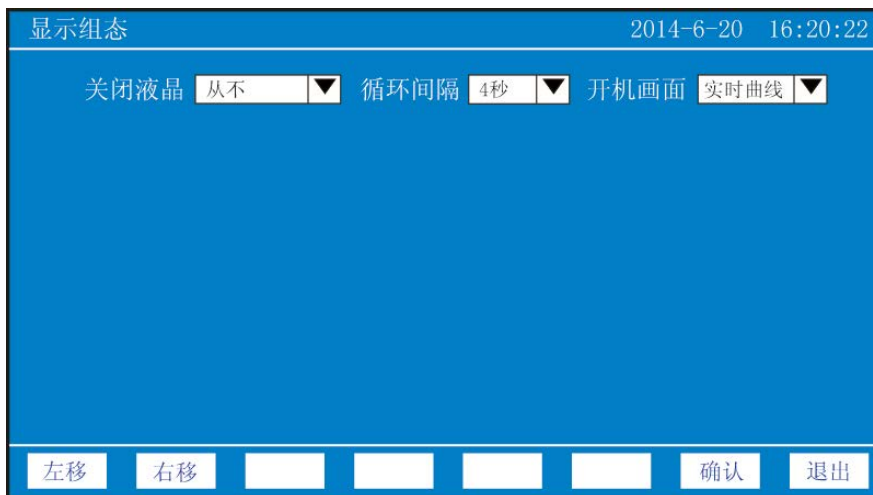 显示组态 2014-6-20 16:20:22
关闭液晶 从不 循环间隔 4秒 开机画面 实时曲线
左移 右移 确认 退出